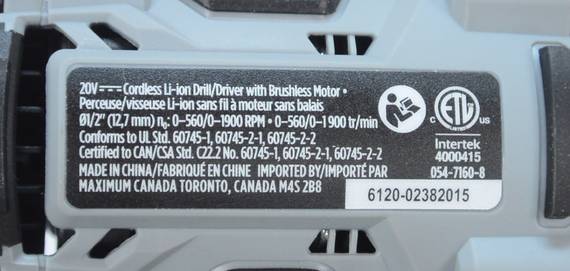 20V⎓Cordless Li-ion Drill/Driver with Brushless Motor •
Perceuse/visseuse Li-ion sans fil à moteur sans balais
Ø1/2" (12,7 mm) n₀: 0–560/0–1900 RPM • 0–560/0–1 900 tr/min
Conforms to UL Std. 60745-1, 60745-2-1, 60745-2-2
Certified to CAN/CSA Std. C22.2 No. 60745-1, 60745-2-1, 60745-2-2
MADE IN CHINA/FABRIQUÉ EN CHINE IMPORTED BY/IMPORTÉ PAR
MAXIMUM CANADA TORONTO, CANADA M4S 2B8
C ETL US
LISTED
Intertek
4000415
054-7160-8
6120-02382015